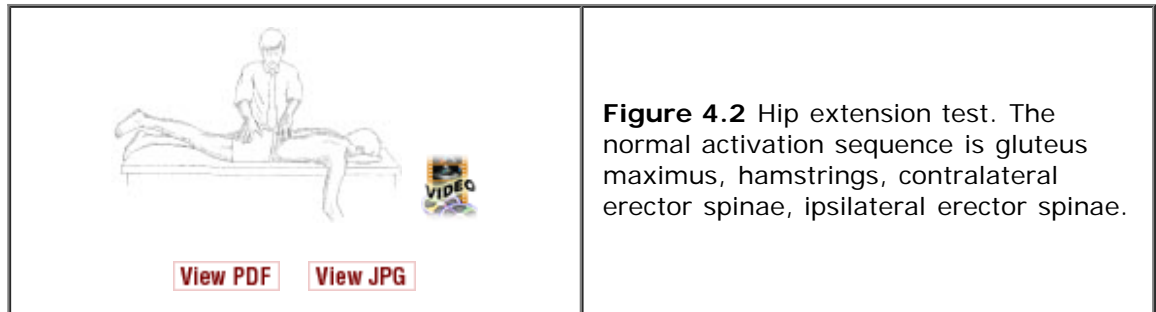 VIDEO
View PDF View JPG
Figure 4.2 Hip extension test. The
normal activation sequence is gluteus
maximus, hamstrings, contralateral
erector spinae, ipsilateral erector spinae.